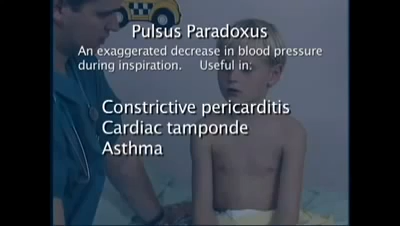 Pulsus Paradoxus
An exaggerated decrease in blood pressure
during inspiration. Useful in:
Constrictive pericarditis
Cardiac tamponde
Asthma